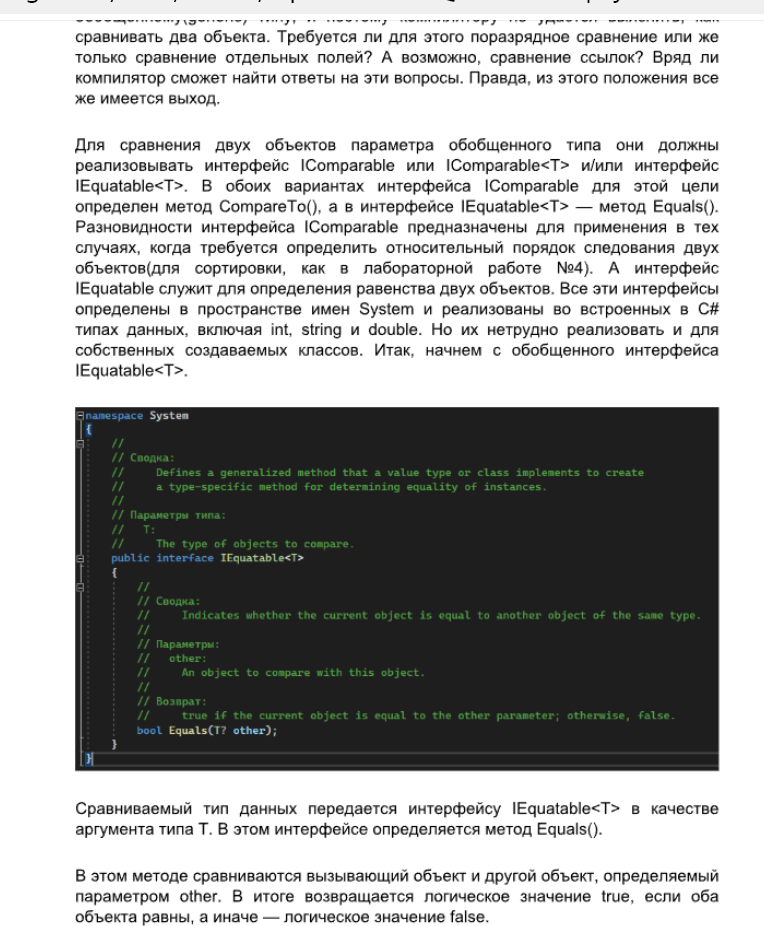 сравнивать два объекта. Требуется ли для этого поразрядное сравнение или же
только сравнение отдельных полей? А возможно, сравнение ссылок? Вряд ли
компилятор сможет найти ответы на эти вопросы. Правда, из этого положения все
же имеется выход.
Для сравнения двух объектов параметра обобщенного типа они должны
реализовывать интерфейс IComparable или IComparable<T> и/или интерфейс
IEquatable<T>. В обоих вариантах интерфейса IComparable для этой цели
определен метод CompareTo(), а в интерфейсе IEquatable<T> — метод Equals().
Разновидности интерфейса IComparable предназначены для применения в тех
случаях, когда требуется определить относительный порядок следования двух
объектов(для сортировки, как в лабораторной работе №4). А интерфейс
IEquatable служит для определения равенства двух объектов. Все эти интерфейсы
определены в пространстве имен System и реализованы во встроенных в C#
типах данных, включая int, string и double. Но их нетрудно реализовать и для
собственных создаваемых классов. Итак, начнем с обобщенного интерфейса
IEquatable<T>.
namespace System
{
//
// Сводка:
//     Defines a generalized method that a value type or class implements to create
//     a type-specific method for determining equality of instances.
//
// Параметры типа:
//   T:
//     The type of objects to compare.
public interface IEquatable<T>
{
//
// Сводка:
//     Indicates whether the current object is equal to another object of the same type.
//
// Параметры:
//   other:
//     An object to compare with this object.
//
// Возврат:
//     true if the current object is equal to the other parameter; otherwise, false.
bool Equals(T? other);
}
}
Сравниваемый тип данных передается интерфейсу IEquatable<T> в качестве
аргумента типа T. В этом интерфейсе определяется метод Equals().
В этом методе сравниваются вызывающий объект и другой объект, определяемый
параметром other. В итоге возвращается логическое значение true, если оба
объекта равны, а иначе — логическое значение false.